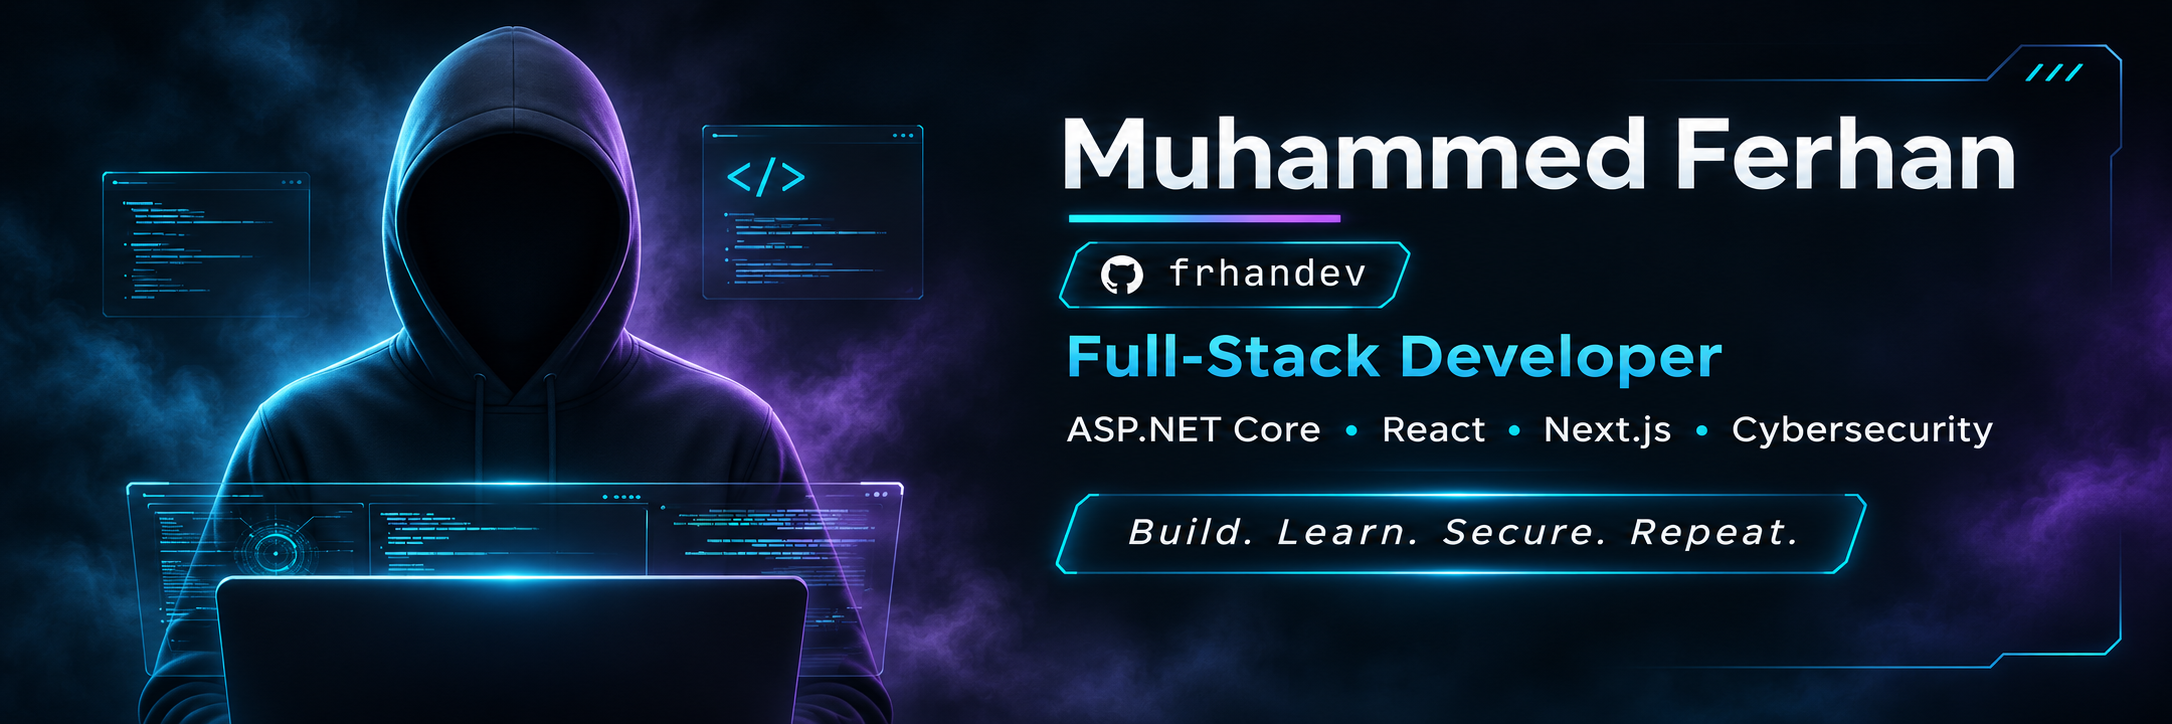 </>
Muhammed Ferhan
frhandev
Full-Stack Developer
ASP.NET Core • React • Next.js • Cybersecurity
Build. Learn. Secure. Repeat.